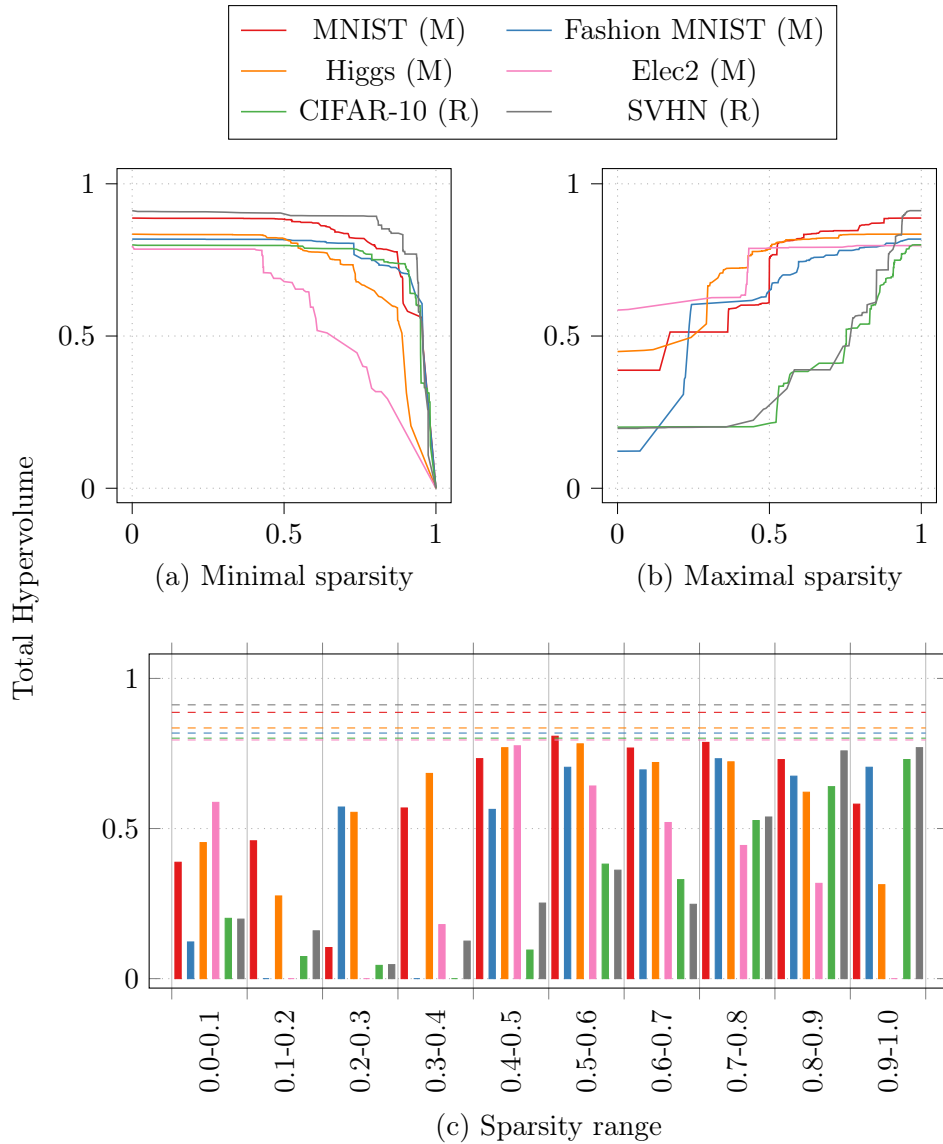 MNIST (M) Fashion MNIST (M)
Higgs (M) Elec2 (M)
CIFAR-10 (R) SVHN (R)
Total Hypervolume
1
0.5
0
0 0.5 1
(a) Minimal sparsity
1
0.5
0
0 0.5 1
(b) Maximal sparsity
1
0.5
0
0.0-0.1
0.1-0.2
0.2-0.3
0.3-0.4
0.4-0.5
0.5-0.6
0.6-0.7
0.7-0.8
0.8-0.9
0.9-1.0
(c) Sparsity range